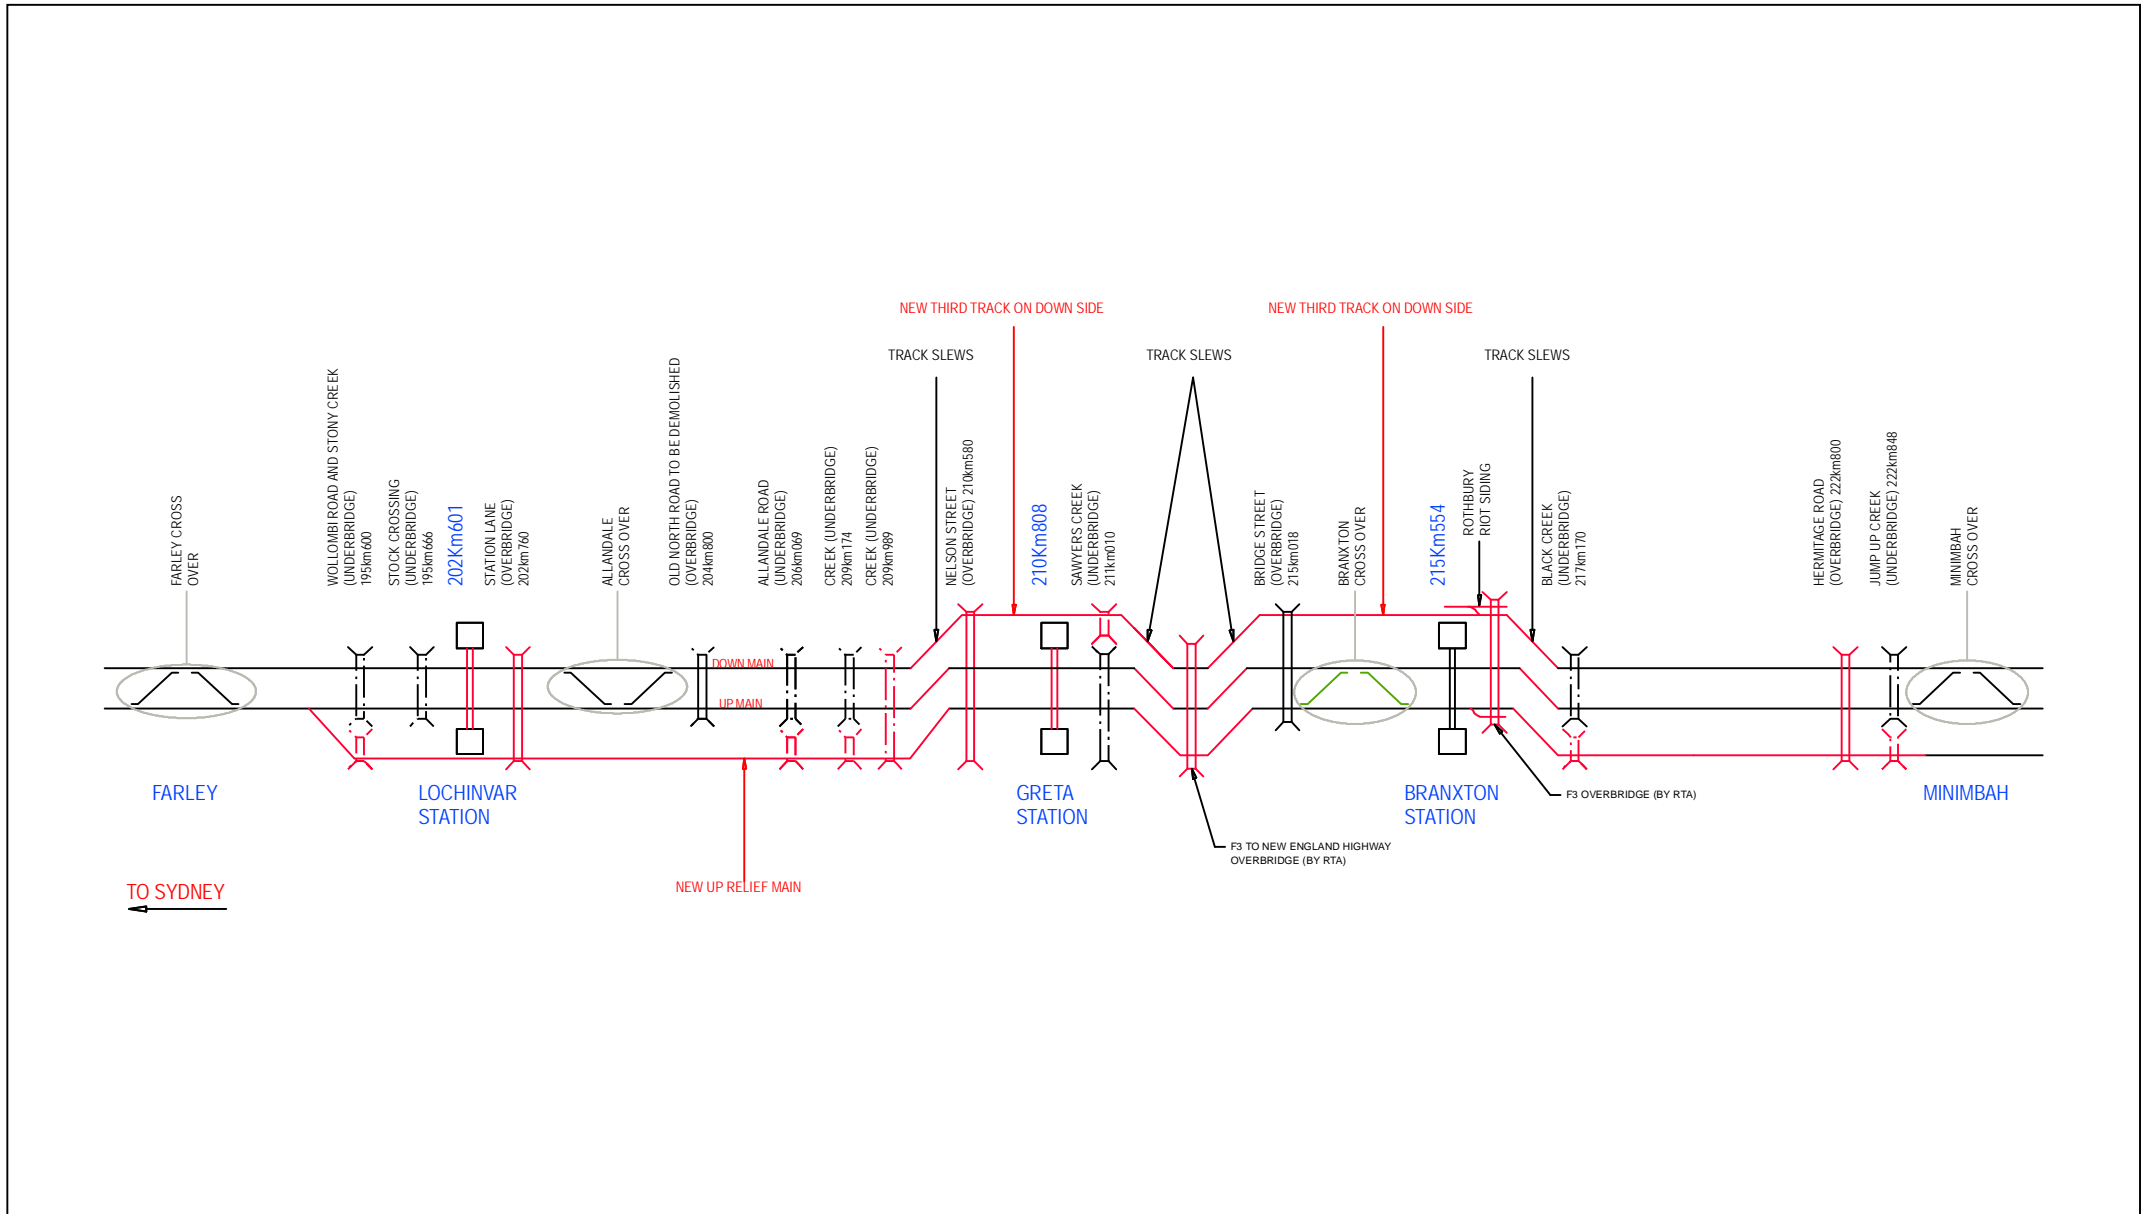 NEW THIRD TRACK ON DOWN SIDE
NEW THIRD TRACK ON DOWN SIDE
TRACK SLEWS
TRACK SLEWS
TRACK SLEWS
FARLEY CROSS
OVER
WOLLOMBI ROAD AND STONY CREEK
(UNDERBRIDGE)
195km600
STOCK CROSSING
(UNDERBRIDGE)
195km666
202Km601
STATION LANE
(OVERBRIDGE)
202km760
ALLANDALE
CROSS OVER
OLD NORTH ROAD TO BE DEMOLISHED
(OVERBRIDGE)
204km800
ALLANDALE ROAD
(UNDERBRIDGE)
206km069
CREEK (UNDERBRIDGE)
209km174
CREEK (UNDERBRIDGE)
209km989
NELSON STREET
(OVERBRIDGE) 210km580
210Km808
SAWYERS CREEK
(UNDERBRIDGE)
211km010
BRIDGE STREET
(OVERBRIDGE)
215km018
BRANXTON
CROSS OVER
215Km554
ROTHBURY
RIOT SIDING
BLACK CREEK
(UNDERBRIDGE)
217km170
HERMITAGE ROAD
(OVERBRIDGE) 222km800
JUMP UP CREEK
(UNDERBRIDGE) 222km848
MINIMBAH
CROSS OVER
DOWN MAIN
UP MAIN
FARLEY
LOCHINVAR
STATION
GRETA
STATION
BRANXTON
STATION
F3 OVERBRIDGE (BY RTA)
MINIMBAH
F3 TO NEW ENGLAND HIGHWAY
OVERBRIDGE (BY RTA)
NEW UP RELIEF MAIN
TO SYDNEY